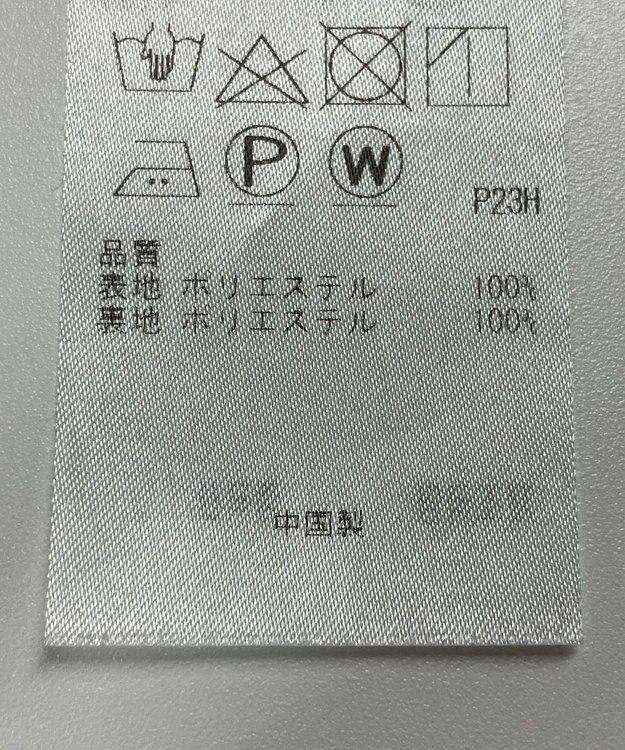 P W
P23H
品質
表地 ポリエステル 100%
裏地 ポリエステル 100%
中国製